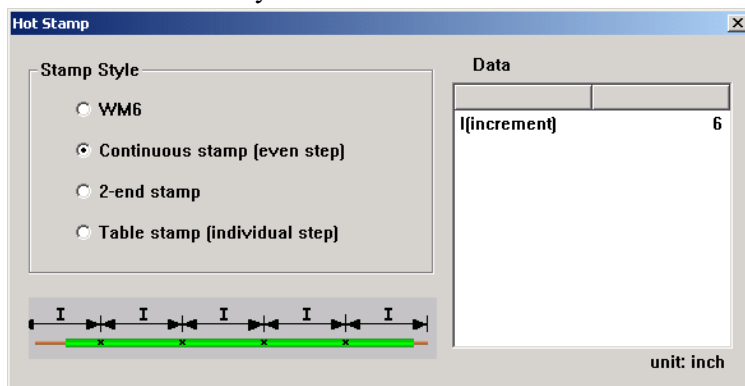 Hot Stamp
Stamp Style
WM6
Continuous stamp (even step)
2-end stamp
Table stamp (individual step)
I I I I I
Data
I(increment) 6
unit: inch